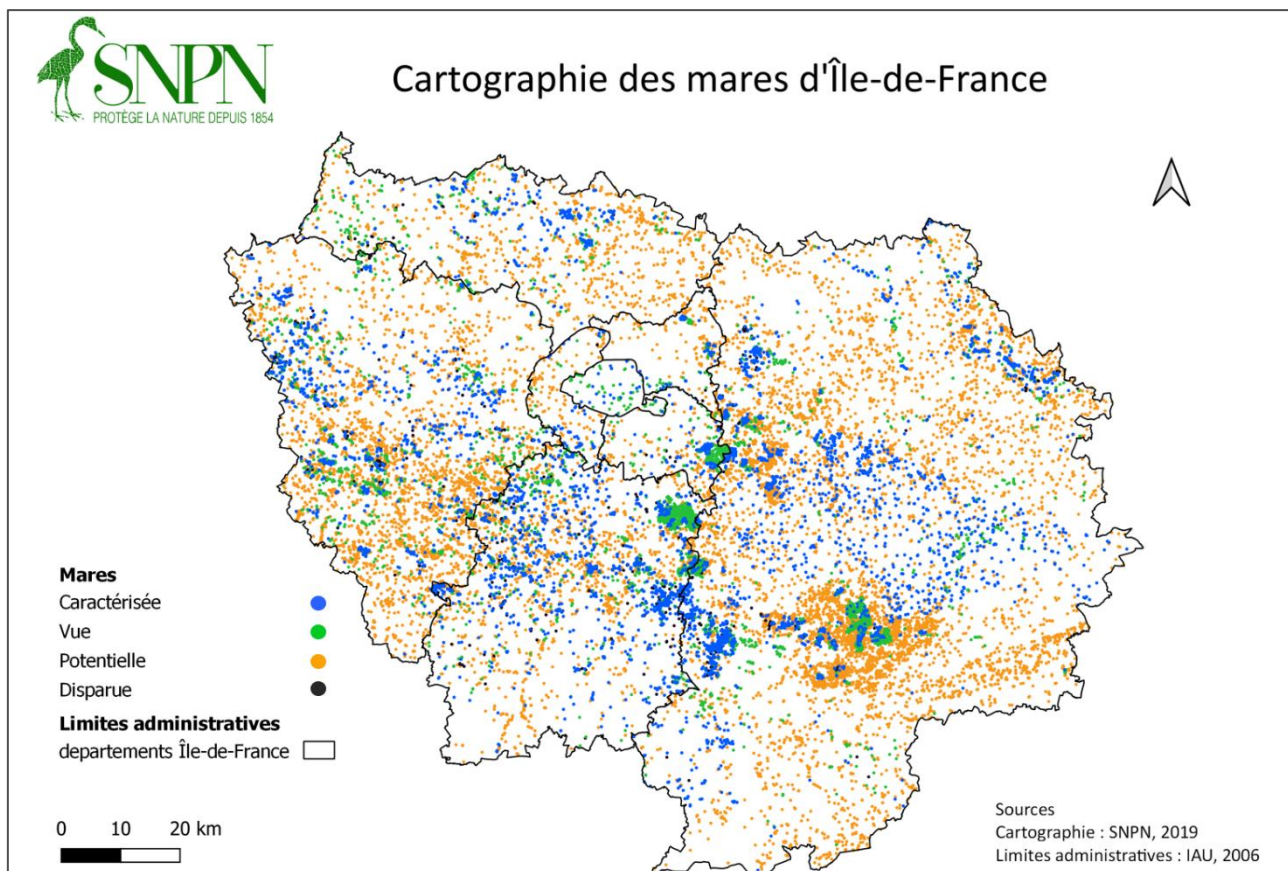 SNPN
PROTÈGE LA NATURE DEPUIS 1854
Cartographie des mares d'Île-de-France
Mares
Caractérisée
Vue
Potentielle
Disparue
Limites administratives
departements Île-de-France
0 10 20 km
Sources
Cartographie : SNPN, 2019
Limites administratives : IAU, 2006